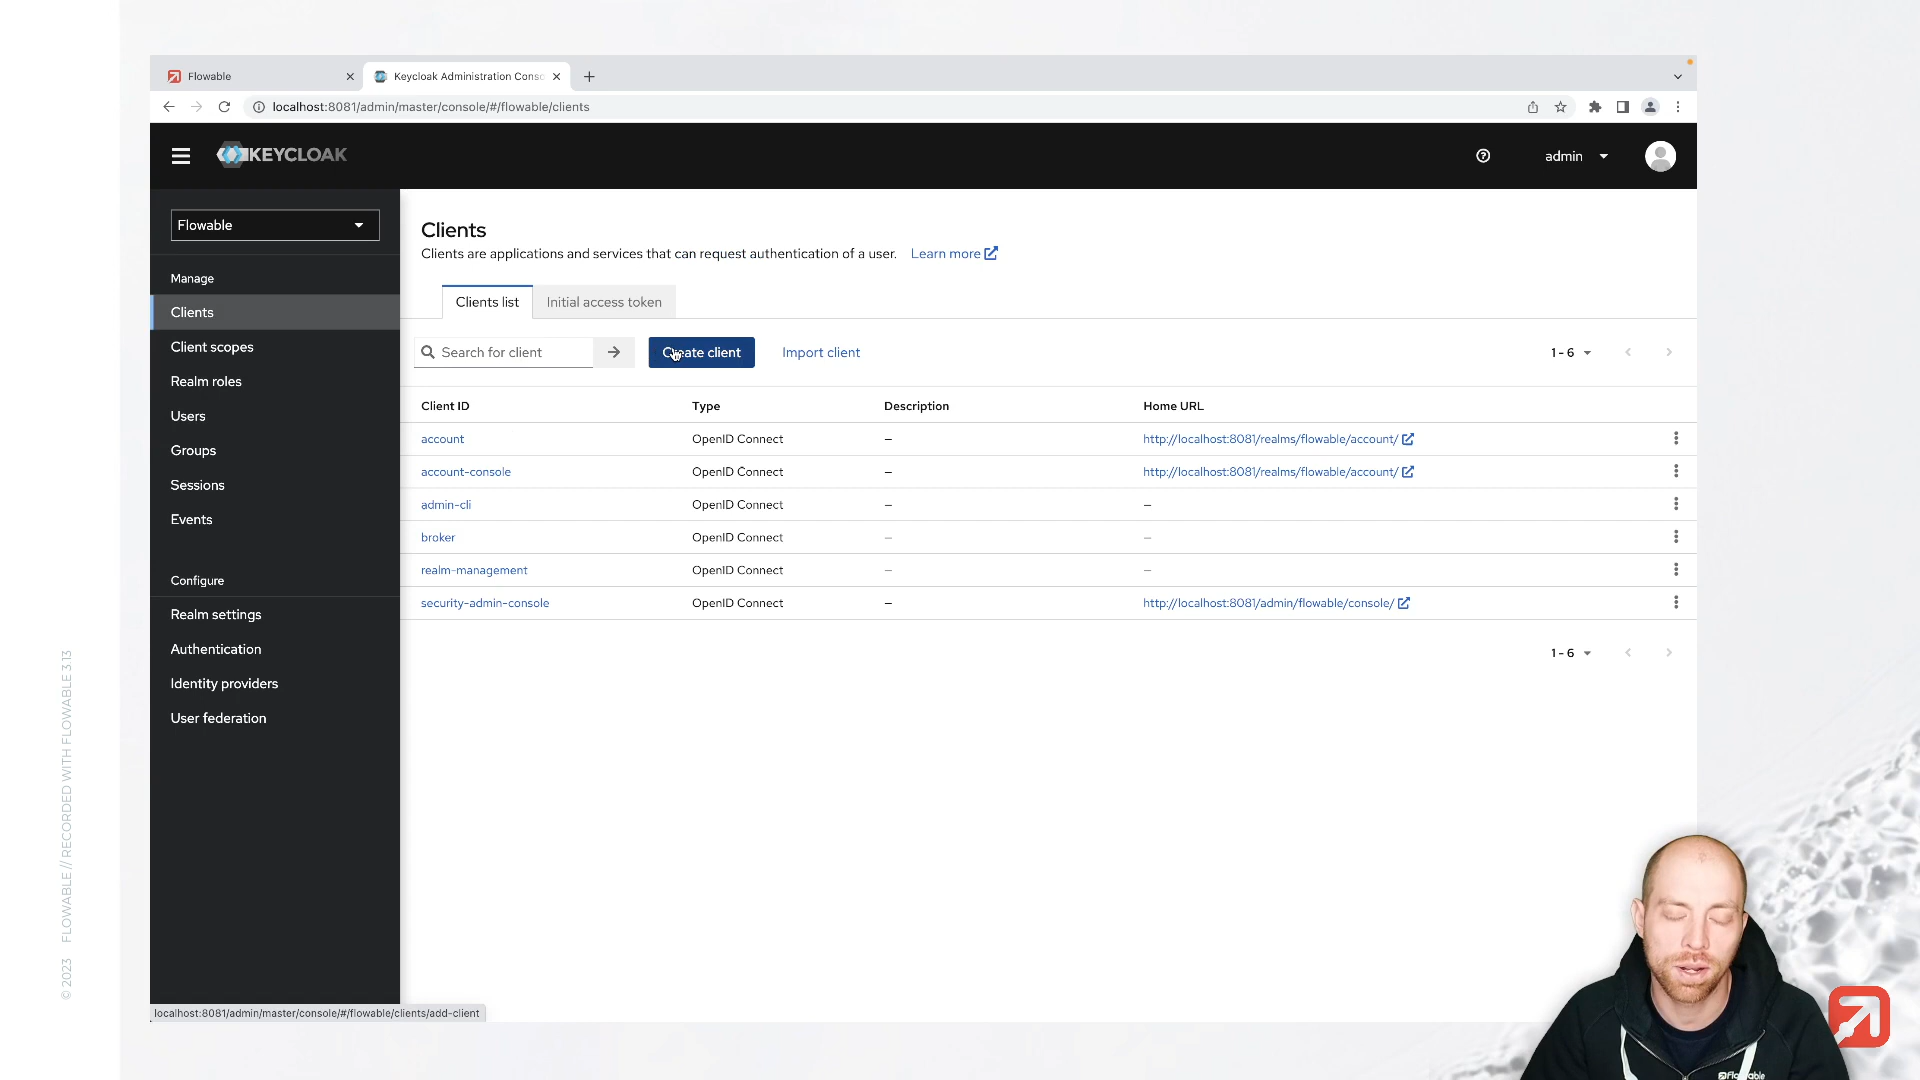 Flowable
Keycloak Administration Conso
localhost:8081/admin/master/console/#/flowable/clients
KEYCLOAK
admin
Flowable
Manage
Clients
Client scopes
Realm roles
Users
Groups
Sessions
Events
Configure
Realm settings
Authentication
Identity providers
User federation
Clients
Clients are applications and services that can request authentication of a user. Learn more
Clients list Initial access token
Search for client Create client Import client 1 - 6
Client ID Type Description Home URL
account OpenID Connect – http://localhost:8081/realms/flowable/account/
account-console OpenID Connect – http://localhost:8081/realms/flowable/account/
admin-cli OpenID Connect – –
broker OpenID Connect – –
realm-management OpenID Connect – –
security-admin-console OpenID Connect – http://localhost:8081/admin/flowable/console/
1 - 6
localhost:8081/admin/master/console/#/flowable/clients/add-client
© 2023 FLOWABLE // RECORDED WITH FLOWABLE 3.13
Flowable